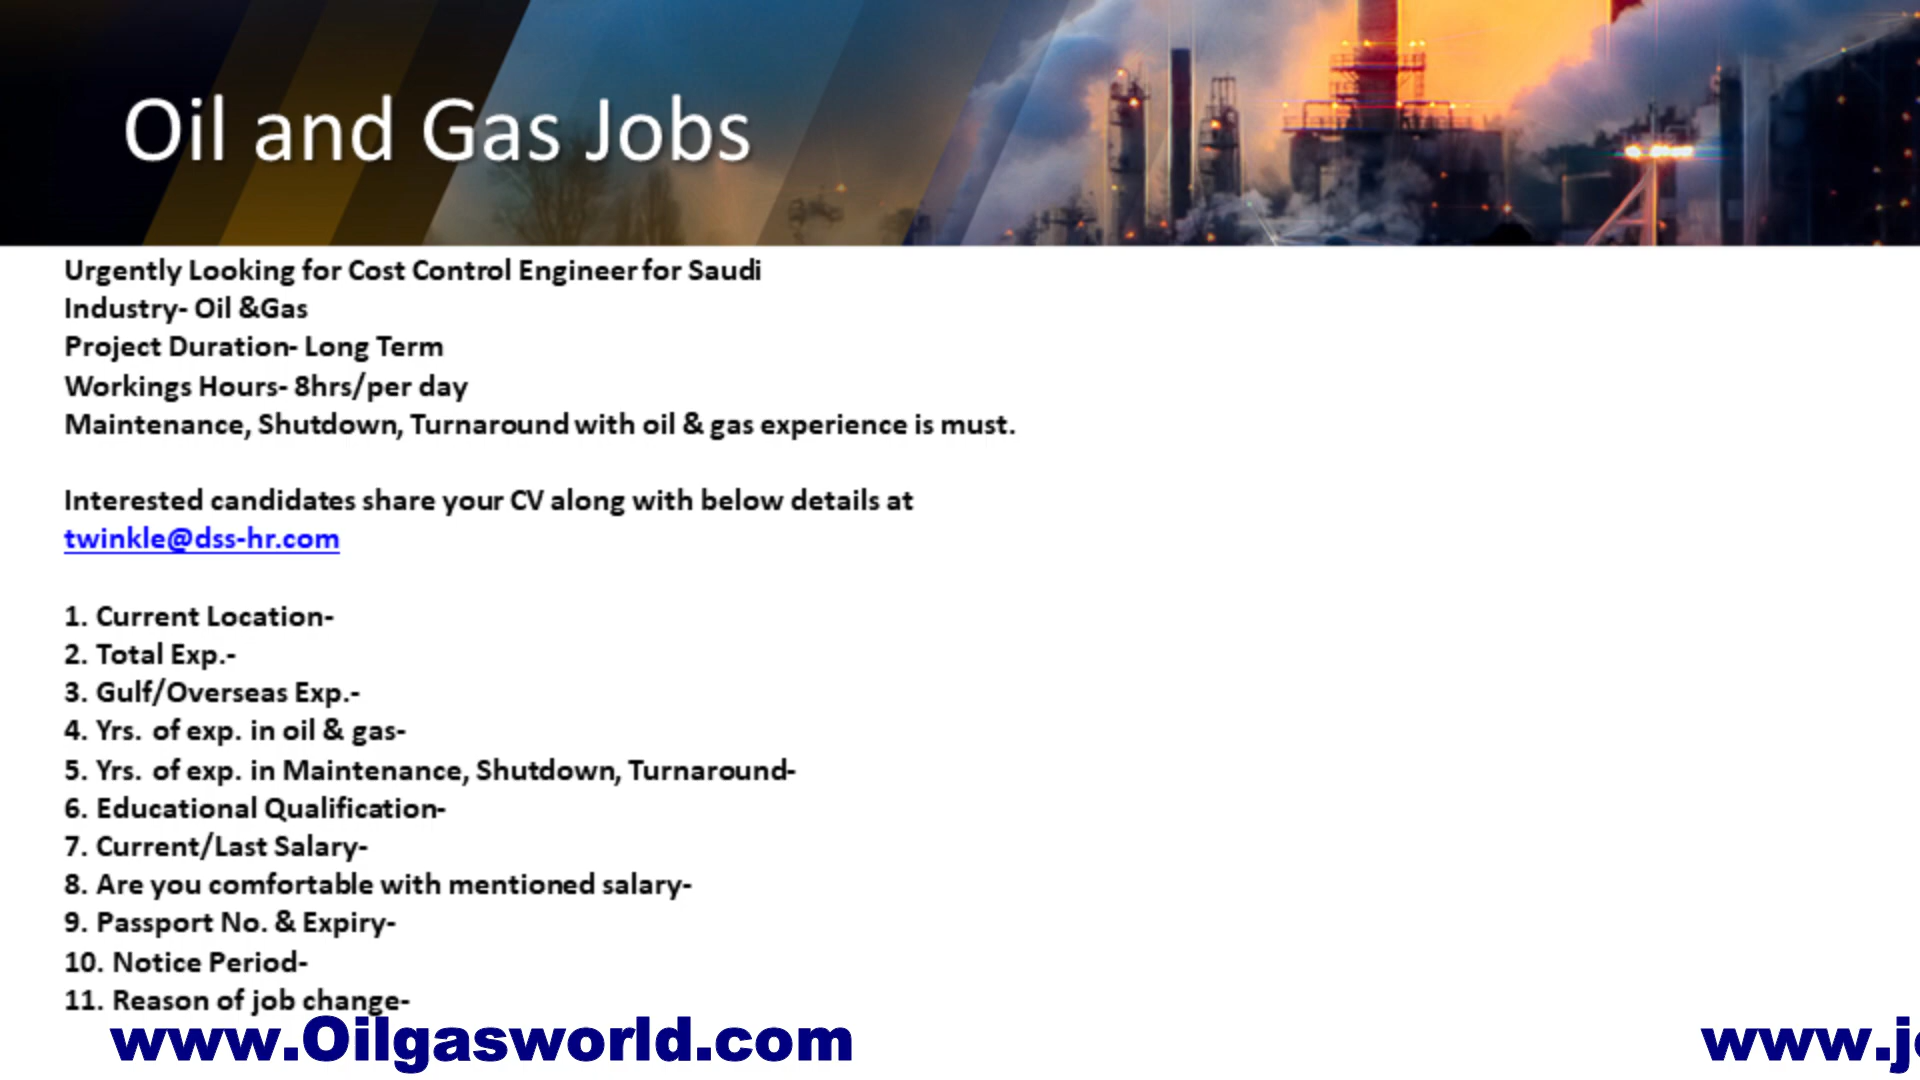 Oil and Gas Jobs
Urgently Looking for Cost Control Engineer for Saudi
Industry- Oil &Gas
Project Duration- Long Term
Workings Hours- 8hrs/per day
Maintenance, Shutdown, Turnaround with oil & gas experience is must.
Interested candidates share your CV along with below details at
twinkle@dss-hr.com
1. Current Location-
2. Total Exp.-
3. Gulf/Overseas Exp.-
4. Yrs. of exp. in oil & gas-
5. Yrs. of exp. in Maintenance, Shutdown, Turnaround-
6. Educational Qualification-
7. Current/Last Salary-
8. Are you comfortable with mentioned salary-
9. Passport No. & Expiry-
10. Notice Period-
11. Reason of job change-
www.Oilgasworld.com